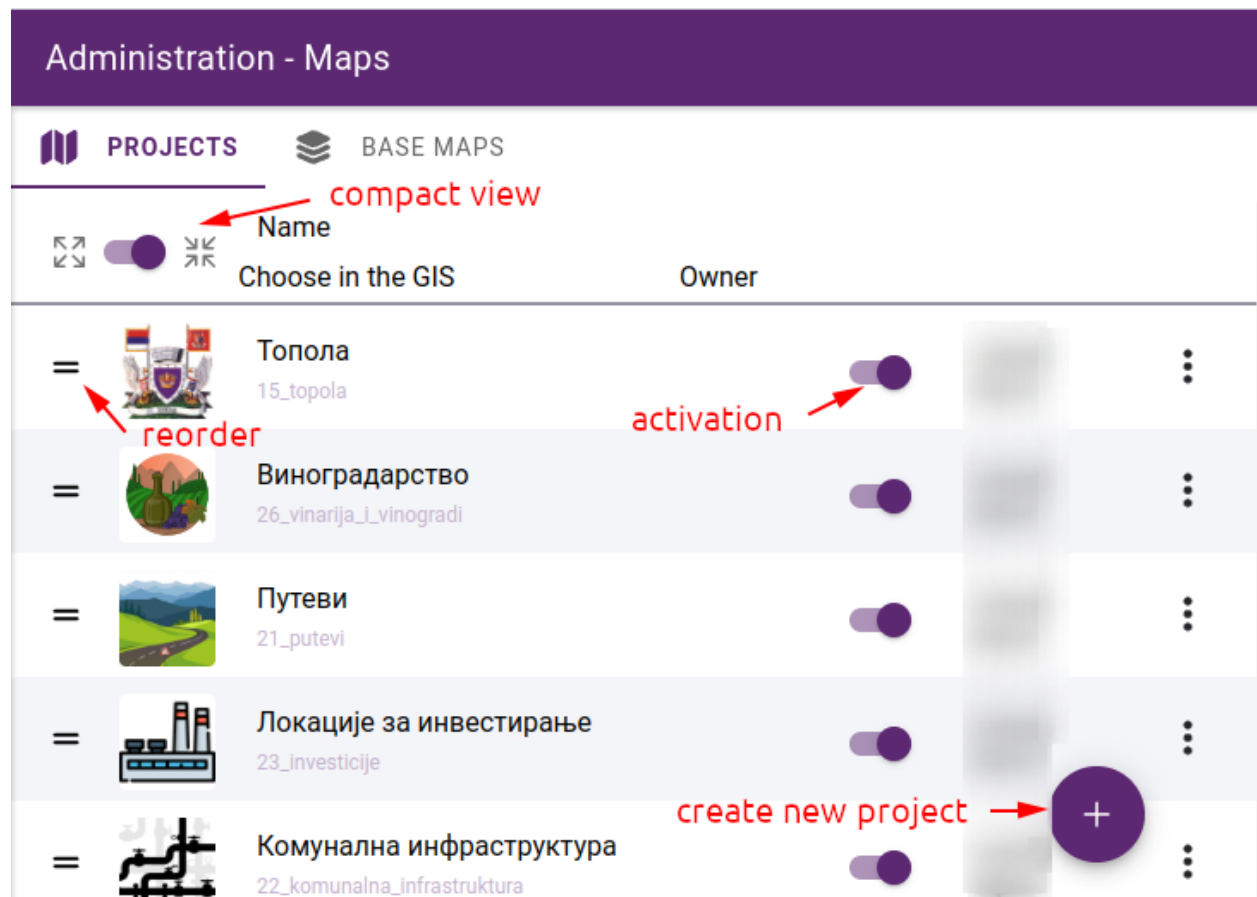 Administration - Maps
PROJECTS
BASE MAPS
compact view
Name
Choose in the GIS
Owner
Топола
15_topola
reorder
activation
Виноградарство
26_vinarija_i_vinogradi
Путеви
21_putevi
Локације за инвестирање
23_investicije
create new project
Комунална инфраструктура
22_komunalna_infrastruktura